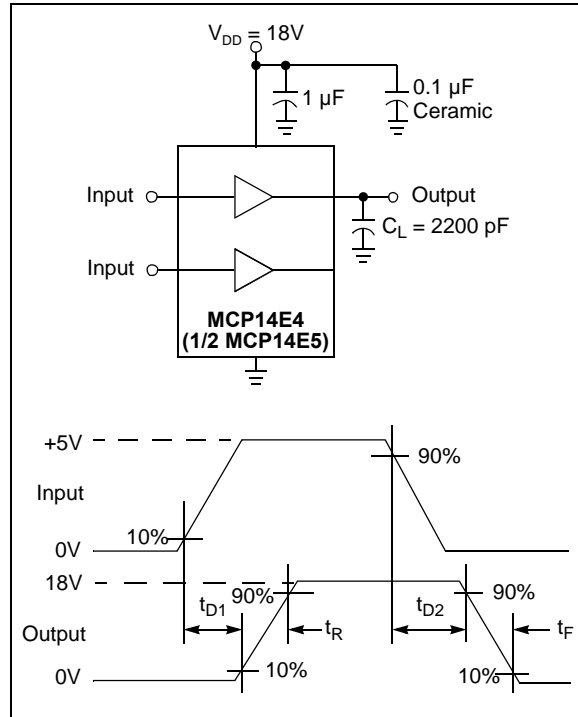 V_DD = 18V
1 µF
0.1 µF
Ceramic
Input
Output
C_L = 2200 pF
Input
MCP14E4
(1/2 MCP14E5)
+5V
Input
0V
10%
90%
18V
Output
0V
t_D1
90%
t_R
10%
t_D2
90%
t_F
10%